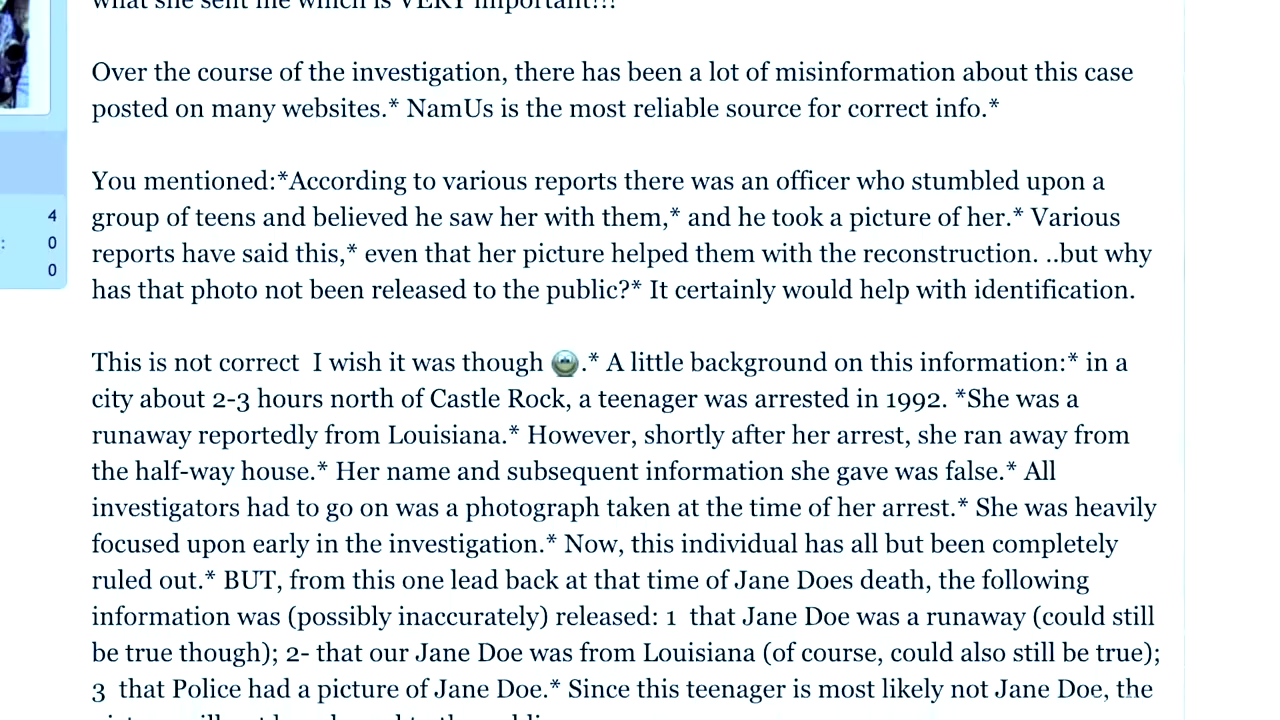 what she sent me which is VERY important!!!
Over the course of the investigation, there has been a lot of misinformation about this case
posted on many websites.* NamUs is the most reliable source for correct info.*
You mentioned:*According to various reports there was an officer who stumbled upon a
group of teens and believed he saw her with them,* and he took a picture of her.* Various
reports have said this,* even that her picture helped them with the reconstruction. ..but why
has that photo not been released to the public?* It certainly would help with identification.
This is not correct  I wish it was though .* A little background on this information:* in a
city about 2-3 hours north of Castle Rock, a teenager was arrested in 1992. *She was a
runaway reportedly from Louisiana.* However, shortly after her arrest, she ran away from
the half-way house.* Her name and subsequent information she gave was false.* All
investigators had to go on was a photograph taken at the time of her arrest.* She was heavily
focused upon early in the investigation.* Now, this individual has all but been completely
ruled out.* BUT, from this one lead back at that time of Jane Does death, the following
information was (possibly inaccurately) released: 1  that Jane Doe was a runaway (could still
be true though); 2- that our Jane Doe was from Louisiana (of course, could also still be true);
3  that Police had a picture of Jane Doe.* Since this teenager is most likely not Jane Doe, the
4
: 0
0